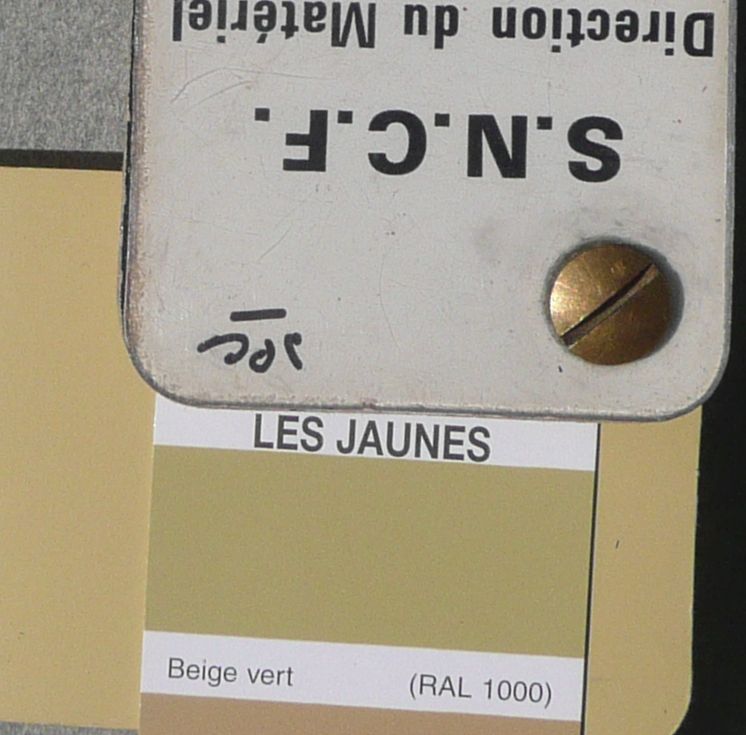 Direction du Matériel
S.N.C.F.
LES JAUNES
Beige vert (RAL 1000)